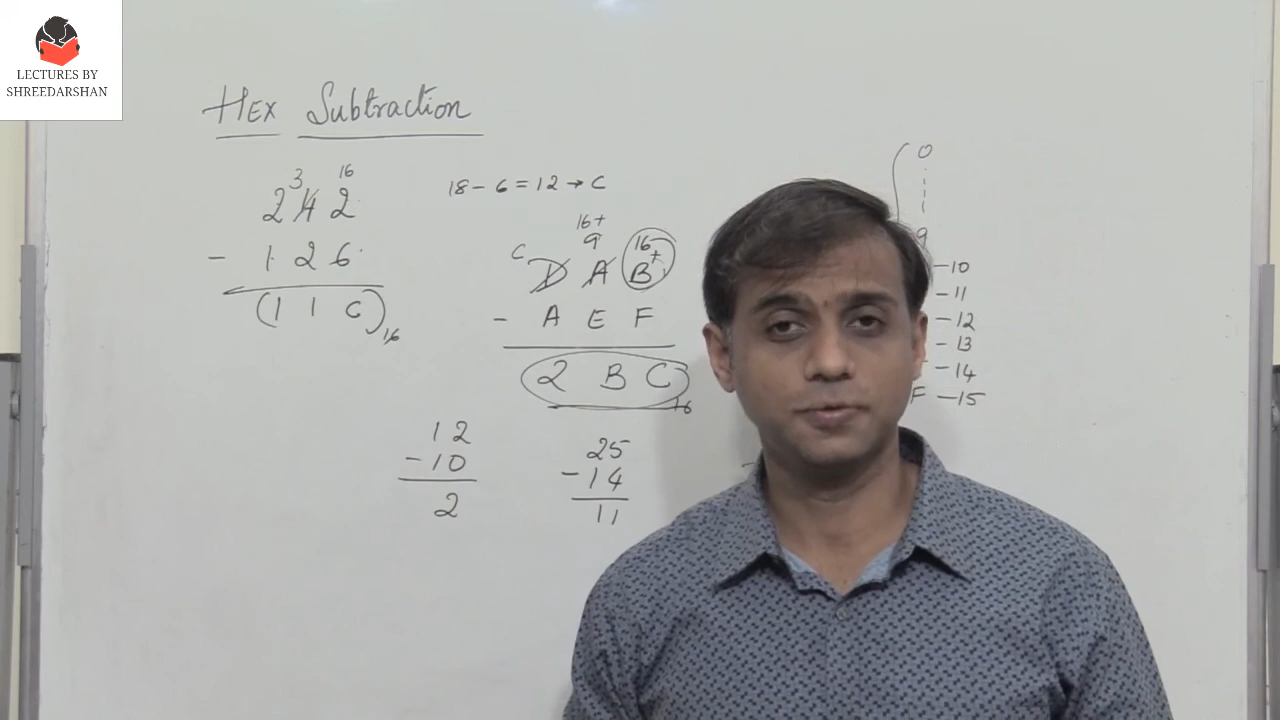 LECTURES BY
SHREEDARSHAN
Hex Subtraction
3 16
2 4 2
- 1 2 6
(1 1 C)16
18 - 6 = 12 → C
16+
C 9 16+
D A B
- A E F
2 B C 16
12
- 10
2
25
- 14
11
0
9
- 10
- 11
- 12
- 13
- 14
F - 15